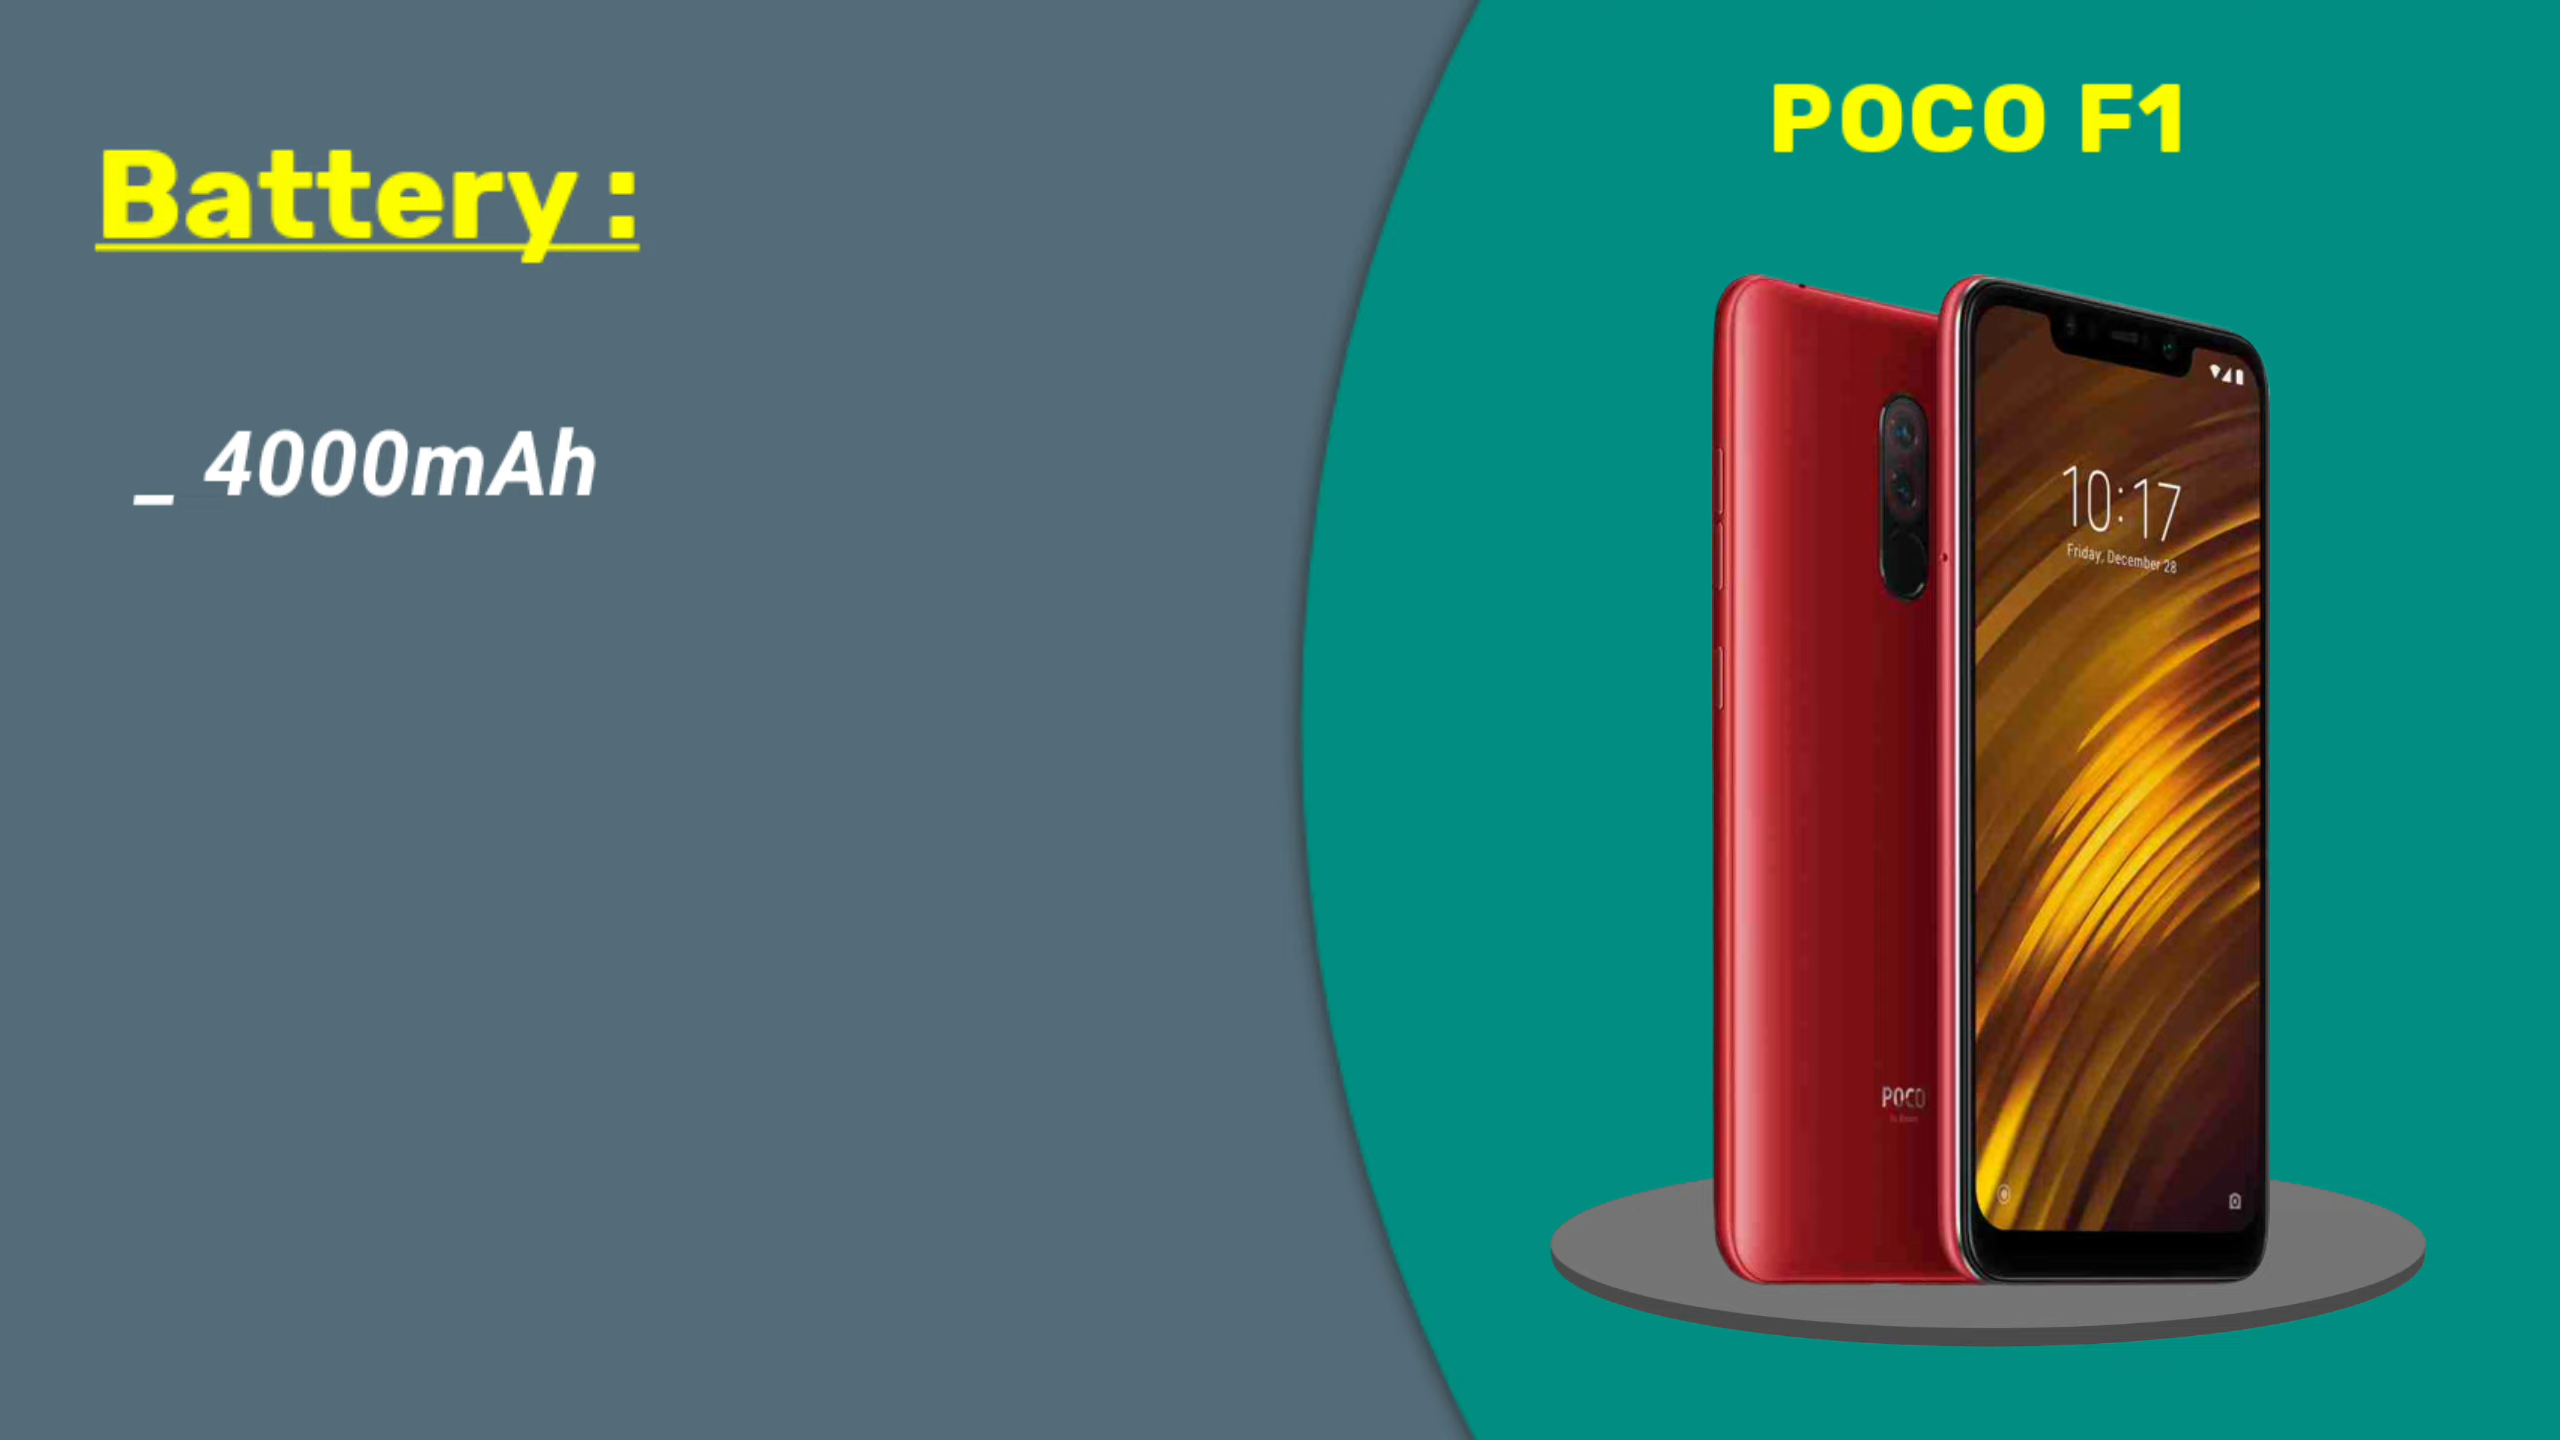 Battery :
_ 4000mAh
POCO F1
10:17
Friday, December 28
POCO